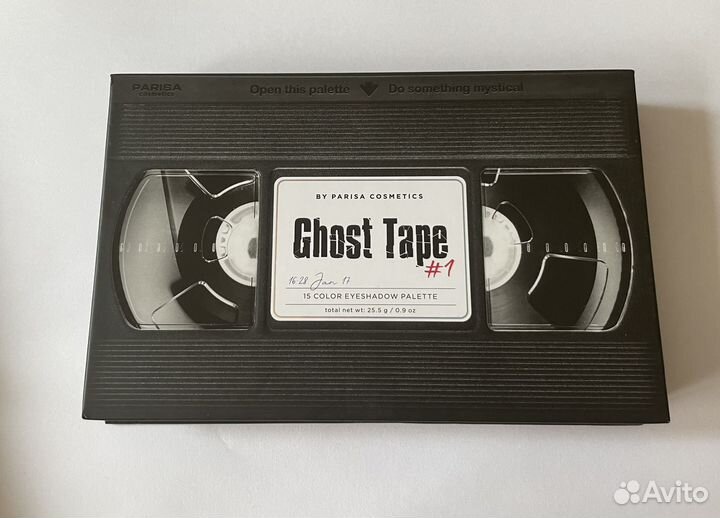 PARISA
cosmetics
Open this palette Do something mystical
BY PARISA COSMETICS
Ghost Tape
#1
16:28 Jan 17
15 COLOR EYESHADOW PALETTE
total net wt: 25.5 g / 0.9 oz
Avito